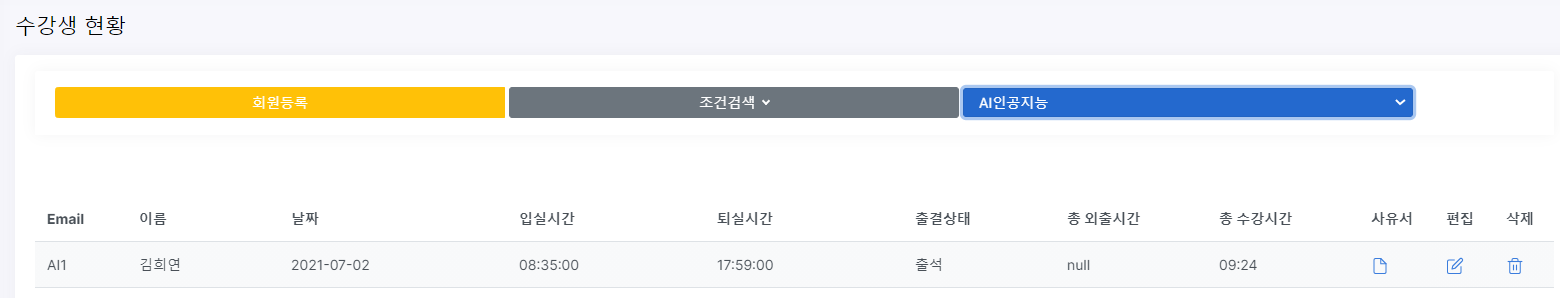 수강생 현황
회원등록 조건검색 AI인공지능
Email 이름 날짜 입실시간 퇴실시간 출결상태 총 외출시간 총 수강시간 사유서 편집 삭제
AI1 김희연 2021-07-02 08:35:00 17:59:00 출석 null 09:24